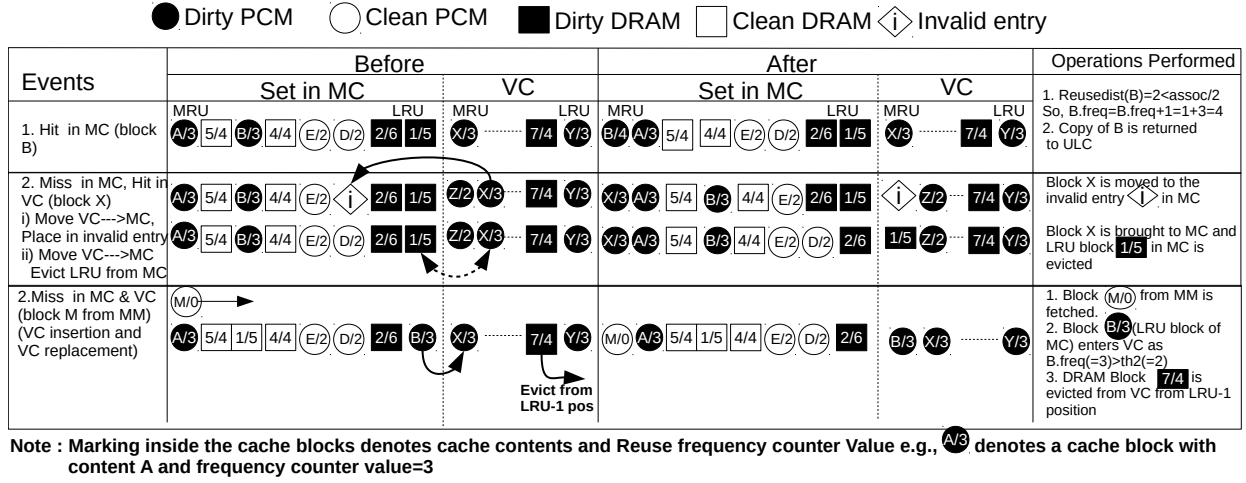 Dirty PCM Clean PCM Dirty DRAM Clean DRAM i Invalid entry
Events Before After Operations Performed
Set in MC VC Set in MC VC
MRU LRU MRU LRU MRU LRU MRU LRU
1. Hit in MC (block
B)
A/3 5/4 B/3 4/4 E/2 D/2 2/6 1/5 X/3 7/4 Y/3
B/4 A/3 5/4 4/4 E/2 D/2 2/6 1/5 X/3 7/4 Y/3
1. Reusedist(B)=2<assoc/2
So, B.freq=B.freq+1=1+3=4
2. Copy of B is returned
to ULC
2. Miss in MC, Hit in
VC (block X)
i) Move VC--->MC,
Place in invalid entry
ii) Move VC--->MC
Evict LRU from MC
A/3 5/4 B/3 4/4 E/2 i 2/6 1/5 Z/2 X/3 7/4 Y/3
X/3 A/3 5/4 B/3 4/4 E/2 2/6 1/5 i Z/2 7/4 Y/3
Block X is moved to the
invalid entry i in MC
A/3 5/4 B/3 4/4 E/2 D/2 2/6 1/5 Z/2 X/3 7/4 Y/3
X/3 A/3 5/4 B/3 4/4 E/2 D/2 2/6 1/5 Z/2 7/4 Y/3
Block X is brought to MC and
LRU block 1/5 in MC is
evicted
2.Miss in MC & VC
(block M from MM)
(VC insertion and
VC replacement)
M/0
A/3 5/4 1/5 4/4 E/2 D/2 2/6 B/3 X/3 7/4 Y/3
Evict from
LRU-1 pos
M/0 A/3 5/4 1/5 4/4 E/2 D/2 2/6 B/3 X/3 Y/3
1. Block M/0 from MM is
fetched.
2. Block B/3 (LRU block of
MC) enters VC as
B.freq(=3)>th2(=2)
3. DRAM Block 7/4 is
evicted from VC from LRU-1
position
Note : Marking inside the cache blocks denotes cache contents and Reuse frequency counter Value e.g., A/3 denotes a cache block with
content A and frequency counter value=3